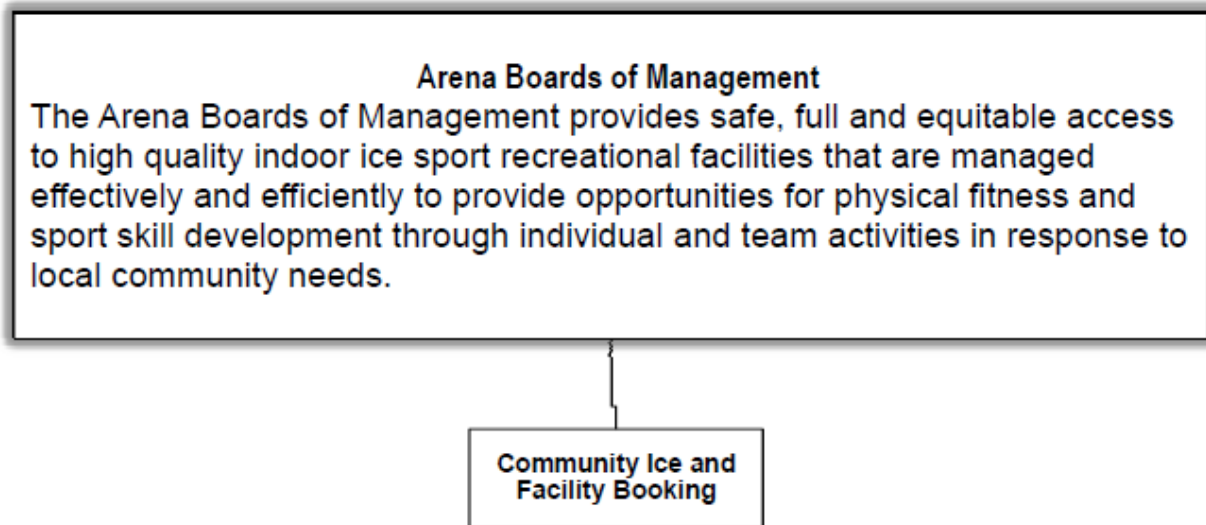 Arena Boards of Management
The Arena Boards of Management provides safe, full and equitable access
to high quality indoor ice sport recreational facilities that are managed
effectively and efficiently to provide opportunities for physical fitness and
sport skill development through individual and team activities in response to
local community needs.
Community Ice and
Facility Booking